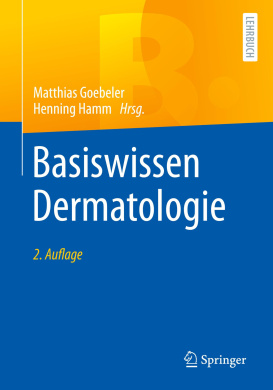 LEHRBUCH
Matthias Goebeler
Henning Hamm Hrsg.
Basiswissen
Dermatologie
2. Auflage
Springer